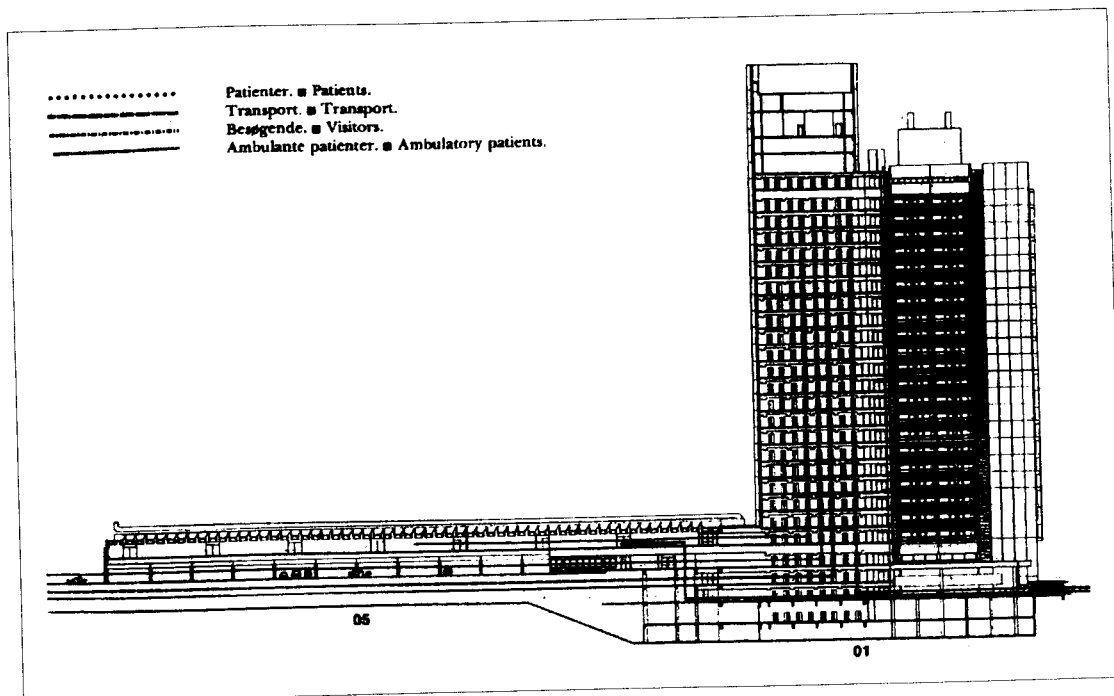 Patienter. ■ Patients.
Transport. ■ Transport.
Besøgende. ■ Visitors.
Ambulante patienter. ■ Ambulatory patients.
05
01